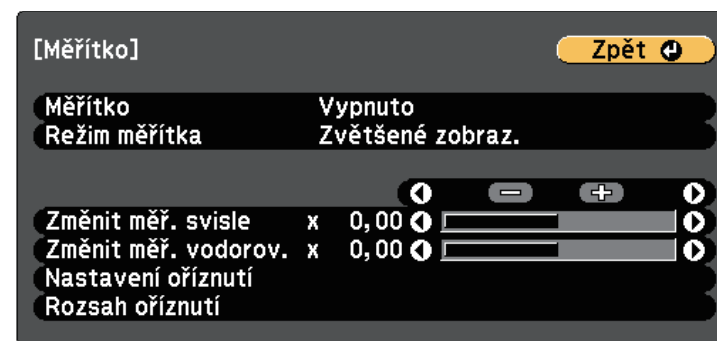 [Měřítko] Zpět
Měřítko Vypnuto
Režim měřítka Zvětšené zobraz.
Změnit měř. svisle x 0,00
Změnit měř. vodorov. x 0,00
Nastavení oříznutí
Rozsah oříznutí